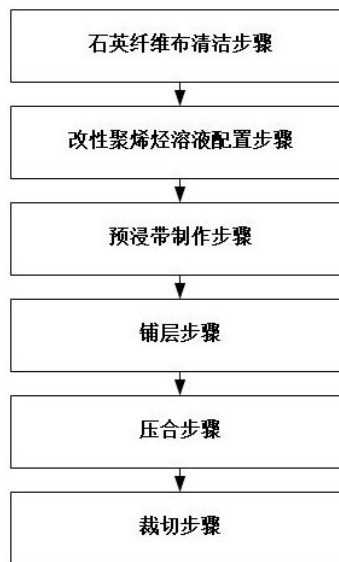 石英纤维布清洁步骤
改性聚烯烃溶液配置步骤
预浸带制作步骤
铺层步骤
压合步骤
裁切步骤